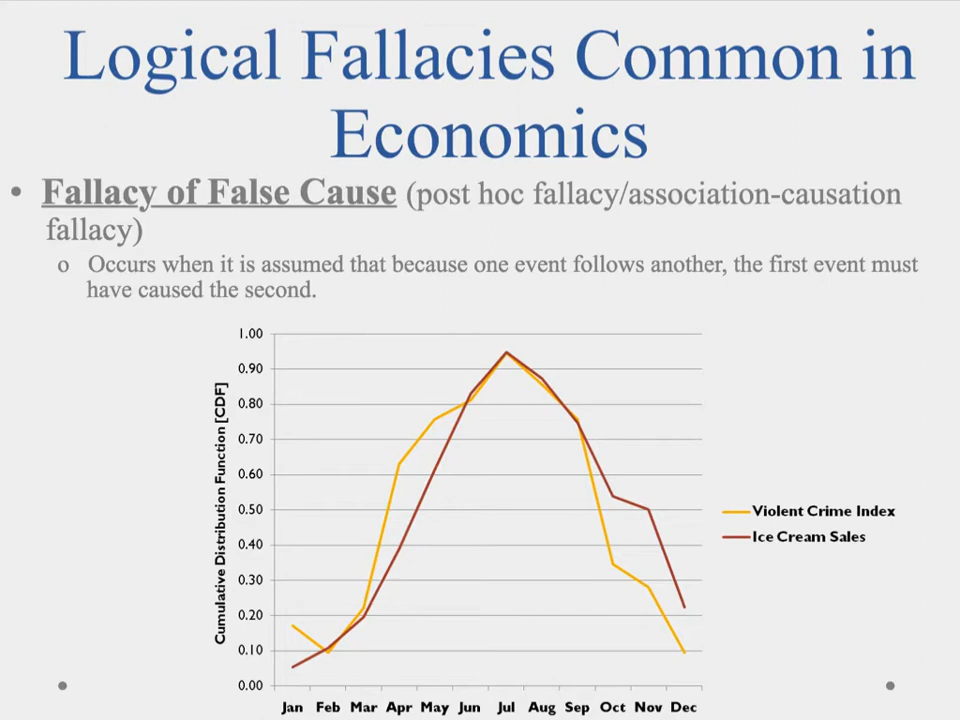 Logical Fallacies Common in
Economics
• Fallacy of False Cause (post hoc fallacy/association-causation
fallacy)
o Occurs when it is assumed that because one event follows another, the first event must
have caused the second.
Cumulative Distribution Function [CDF]
1.00
0.90
0.80
0.70
0.60
0.50
0.40
0.30
0.20
0.10
0.00
Violent Crime Index
Ice Cream Sales
Jan Feb Mar Apr May Jun Jul Aug Sep Oct Nov Dec